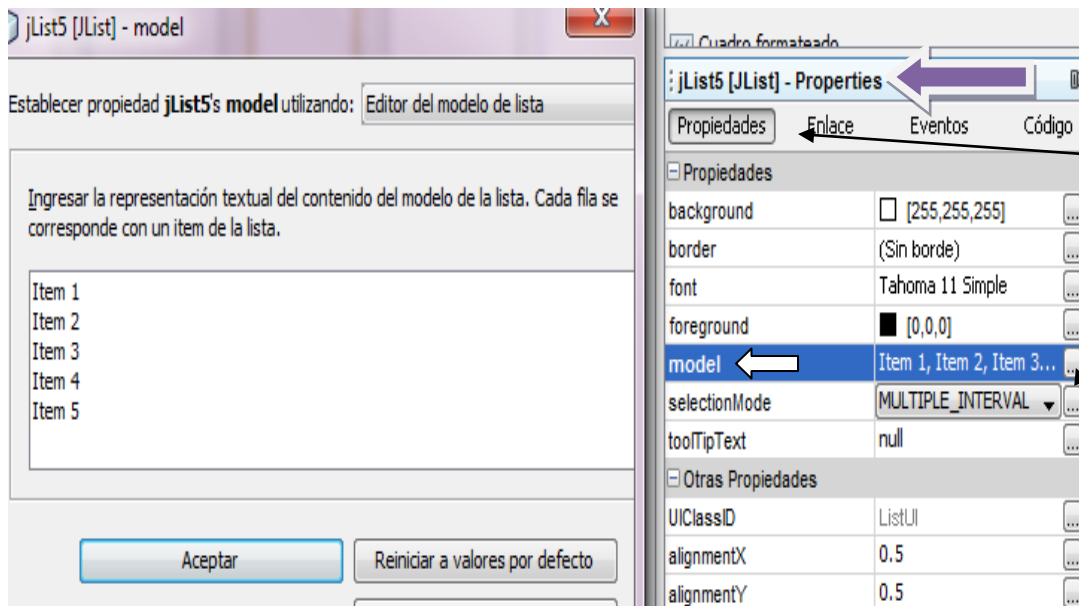 jList5 [JList] - model
X
Establecer propiedad jList5's model utilizando: Editor del modelo de lista
Ingresar la representación textual del contenido del modelo de la lista. Cada fila se
corresponde con un item de la lista.
Item 1
Item 2
Item 3
Item 4
Item 5
Aceptar
Reiniciar a valores por defecto
Cuadro formateado
jList5 [JList] - Properties
Propiedades Enlace Eventos Código
Propiedades
background [255,255,255] ...
border (Sin borde) ...
font Tahoma 11 Simple ...
foreground [0,0,0] ...
model Item 1, Item 2, Item 3... ...
selectionMode MULTIPLE_INTERVAL ...
toolTipText null ...
Otras Propiedades
UIClassID ListUI ...
alignmentX 0.5 ...
alignmentY 0.5 ...